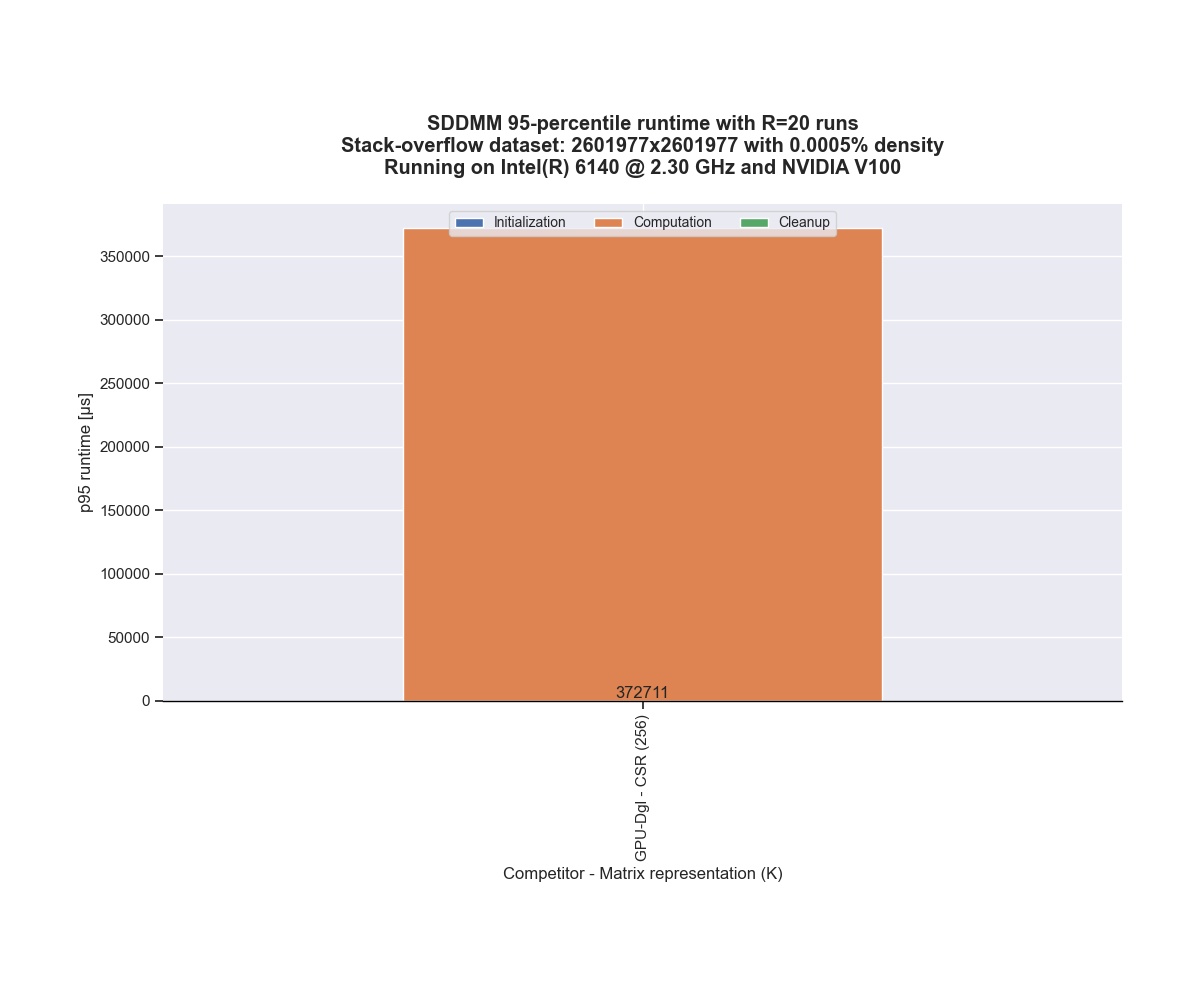 SDDMM 95-percentile runtime with R=20 runs
Stack-overflow dataset: 2601977x2601977 with 0.0005% density
Running on Intel(R) 6140 @ 2.30 GHz and NVIDIA V100
Initialization Computation Cleanup
350000
300000
250000
200000
150000
100000
50000
0
p95 runtime [μs]
372711
GPU-Dgl - CSR (256)
Competitor - Matrix representation (K)